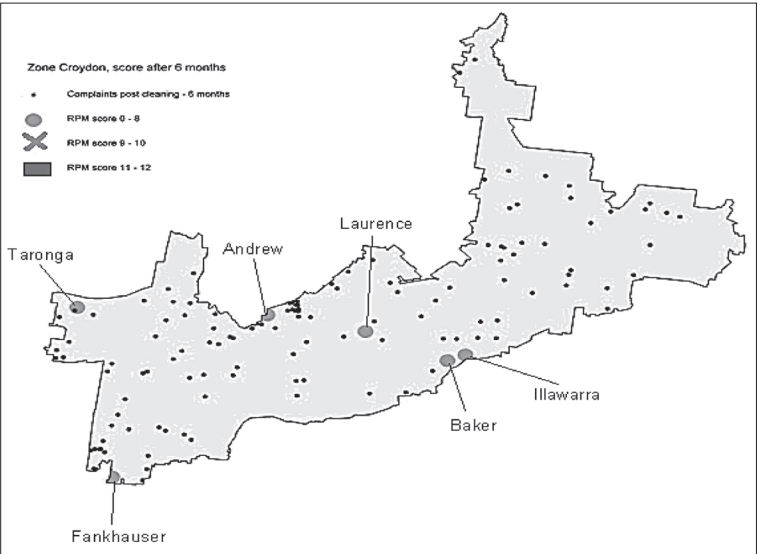 Zone Croydon, score after 6 months
Complaints post cleaning - 6 months
RPM score 0 - 8
RPM score 9 - 10
RPM score 11 - 12
Laurence
Andrew
Taronga
Illawarra
Baker
Fankhauser